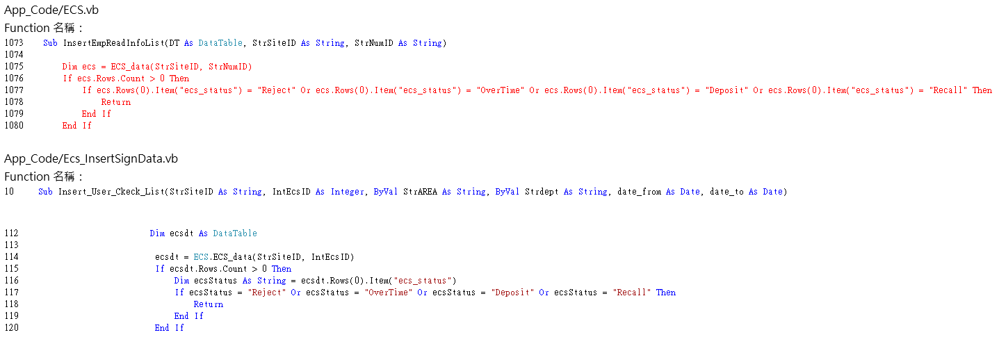 App_Code/ECS.vb
Function 名稱：
1073 Sub InsertEmpReadInfoList(DT As DataTable, StrSiteID As String, StrNumID As String)
1074
1075 Dim ecs = ECS_data(StrSiteID, StrNumID)
1076 If ecs.Rows.Count > 0 Then
1077 If ecs.Rows(0).Item("ecs_status") = "Reject" Or ecs.Rows(0).Item("ecs_status") = "OverTime" Or ecs.Rows(0).Item("ecs_status") = "Deposit" Or ecs.Rows(0).Item("ecs_status") = "Recall" Then
1078 Return
1079 End If
1080 End If
App_Code/Ecs_InsertSignData.vb
Function 名稱：
10 Sub Insert_User_Ckeck_List(StrSiteID As String, IntEcsID As Integer, ByVal StrAREA As String, ByVal Strdept As String, date_from As Date, date_to As Date)
112 Dim ecsdt As DataTable
113
114 ecsdt = ECS.ECS_data(StrSiteID, IntEcsID)
115 If ecsdt.Rows.Count > 0 Then
116 Dim ecsStatus As String = ecsdt.Rows(0).Item("ecs_status")
117 If ecsStatus = "Reject" Or ecsStatus = "OverTime" Or ecsStatus = "Deposit" Or ecsStatus = "Recall" Then
118 Return
119 End If
120 End If